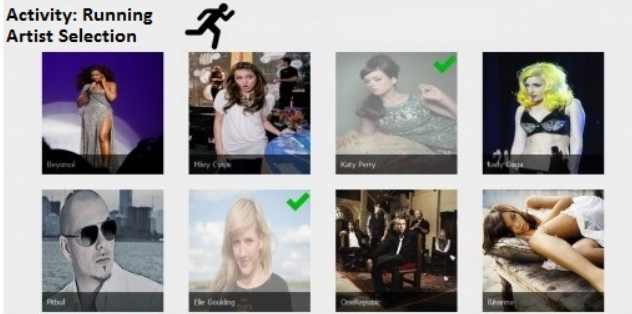 Activity: Running
Artist Selection
Beyoncé
Miley Cyrus
Katy Perry
Lady Gaga
Pitbull
Ellie Goulding
OneRepublic
Rihanna